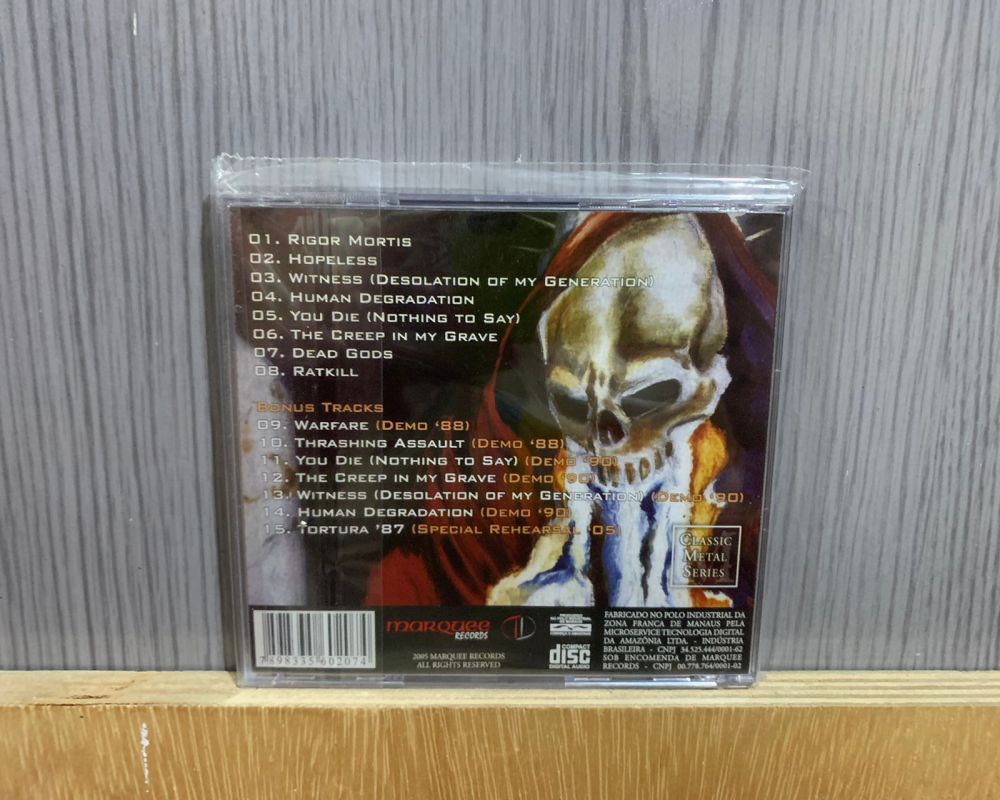 01. Rigor Mortis
02. Hopeless
03. Witness (Desolation of my Generation)
04. Human Degradation
05. You Die (Nothing to Say)
06. The Creep in my Grave
07. Dead Gods
08. Ratkill
Bonus Tracks
09. Warfare (Demo '88)
10. Thrashing Assault (Demo '88)
11. You Die (Nothing to Say) (Demo '90)
12. The Creep in my Grave (Demo '90)
13. Witness (Desolation of my Generation) (Demo '90)
14. Human Degradation (Demo '90)
15. Tortura '87 (Special Rehearsal '05)
Classic
Metal
Series
7898335602074
marquee
RECORDS
2005 MARQUEE RECORDS
ALL RIGHTS RESERVED
COMPACT
disc
DIGITAL AUDIO
FABRICADO NO POLO INDUSTRIAL DA
ZONA FRANCA DE MANAUS PELA
MICROSERVICE TECNOLOGIA DIGITAL
DA AMAZÔNIA LTDA. - INDÚSTRIA
BRASILEIRA - CNPJ 34.525.444/0001-62
SOB ENCOMENDA DE MARQUEE
RECORDS - CNPJ 00.778.764/0001-02